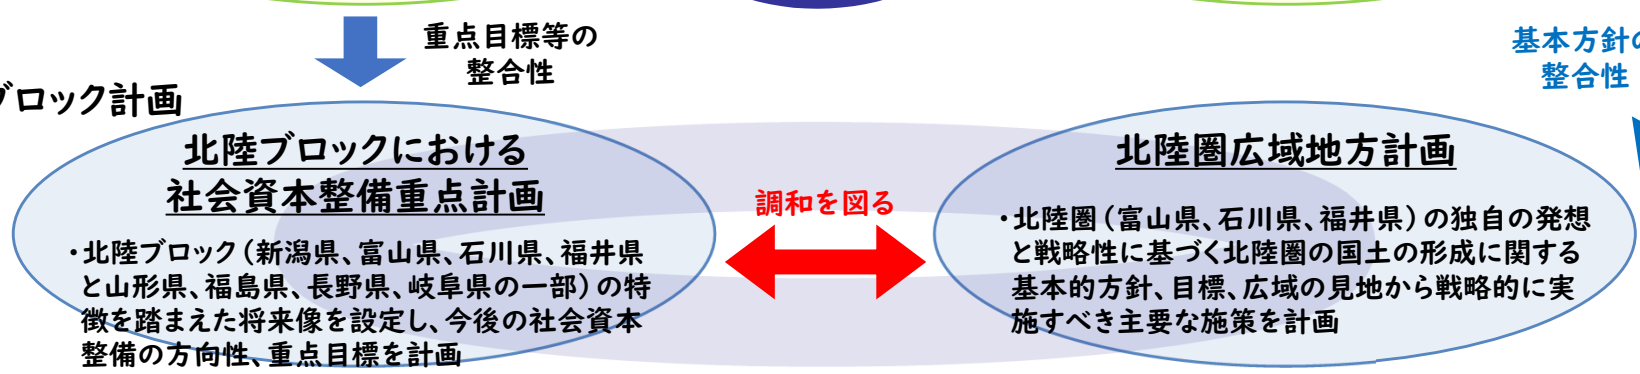 重点目標等の
整合性
基本方針の
整合性
ブロック計画
北陸ブロックにおける
社会資本整備重点計画
・北陸ブロック（新潟県、富山県、石川県、福井県
と山形県、福島県、長野県、岐阜県の一部）の特
徴を踏まえた将来像を設定し、今後の社会資本
整備の方向性、重点目標を計画
調和を図る
北陸圏広域地方計画
・北陸圏（富山県、石川県、福井県）の独自の発想
と戦略性に基づく北陸圏の国土の形成に関する
基本的方針、目標、広域の見地から戦略的に実
施すべき主要な施策を計画